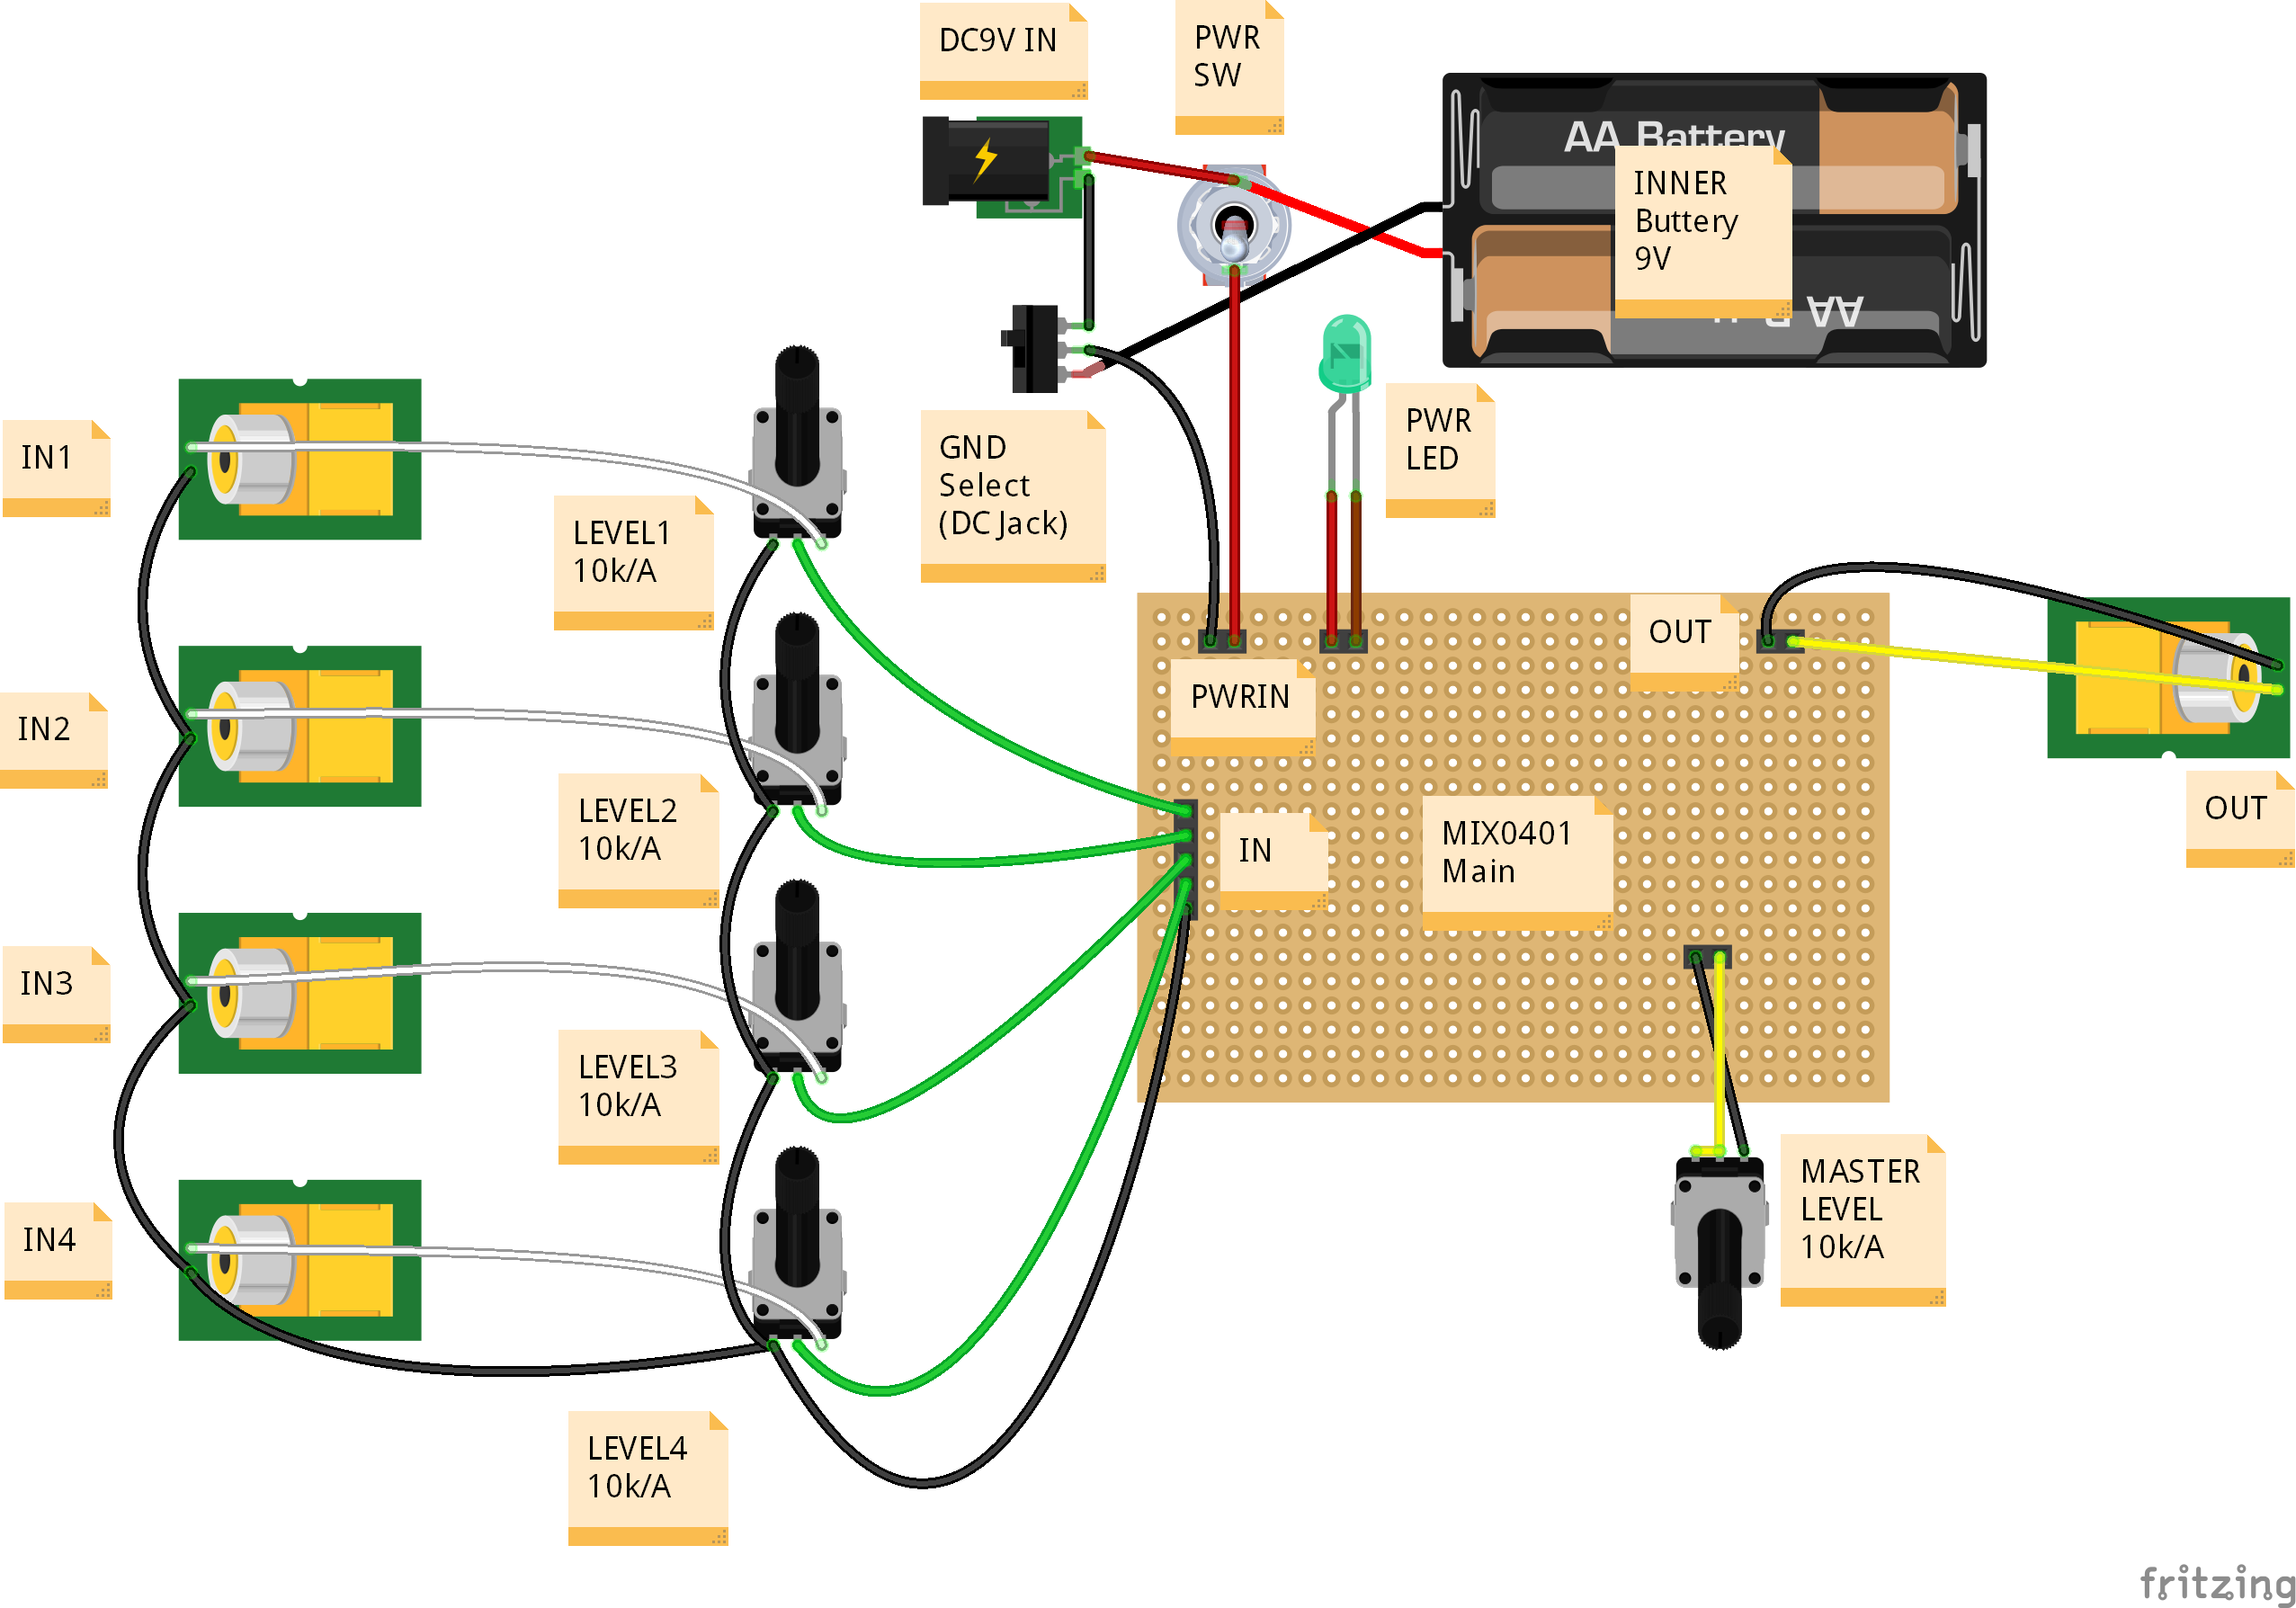 DC9V IN
PWR
SW
AA Battery
INNER
Buttery
9V
AA
IN1
LEVEL1
10k/A
GND
Select
(DC Jack)
PWR
LED
OUT
PWRIN
IN2
LEVEL2
10k/A
IN
MIX0401
Main
OUT
IN3
LEVEL3
10k/A
IN4
MASTER
LEVEL
10k/A
LEVEL4
10k/A
fritzing